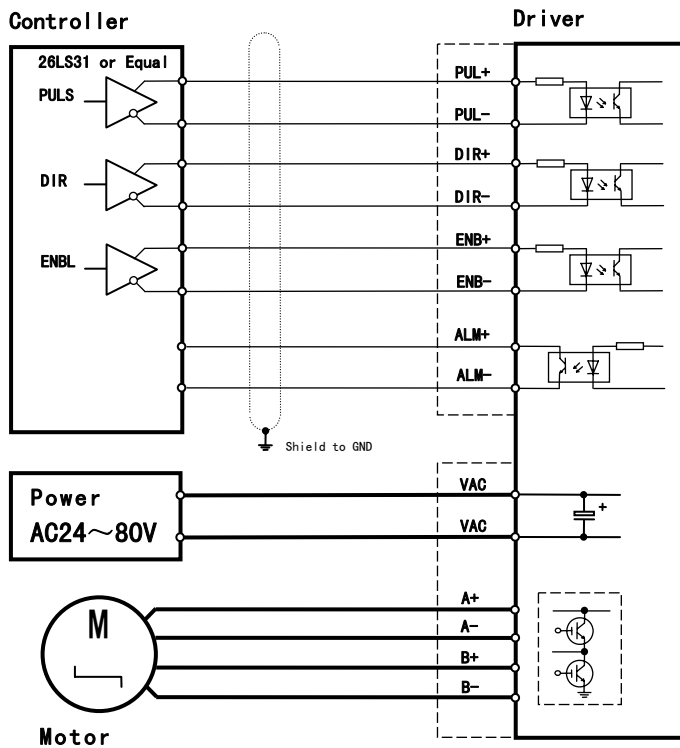 Controller
Driver
26LS31 or Equal
PULS
PUL+
PUL-
DIR+
DIR
DIR-
ENB+
ENBL
ENB-
ALM+
ALM-
Shield to GND
Power
AC24～80V
VAC
+
VAC
A+
M
A-
B+
B-
Motor